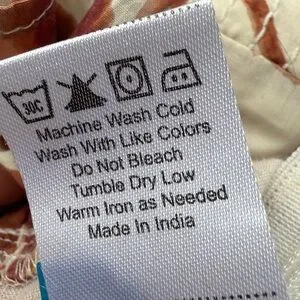 30C
Machine Wash Cold
Wash With Like Colors
Do Not Bleach
Tumble Dry Low
Warm Iron as Needed
Made In India